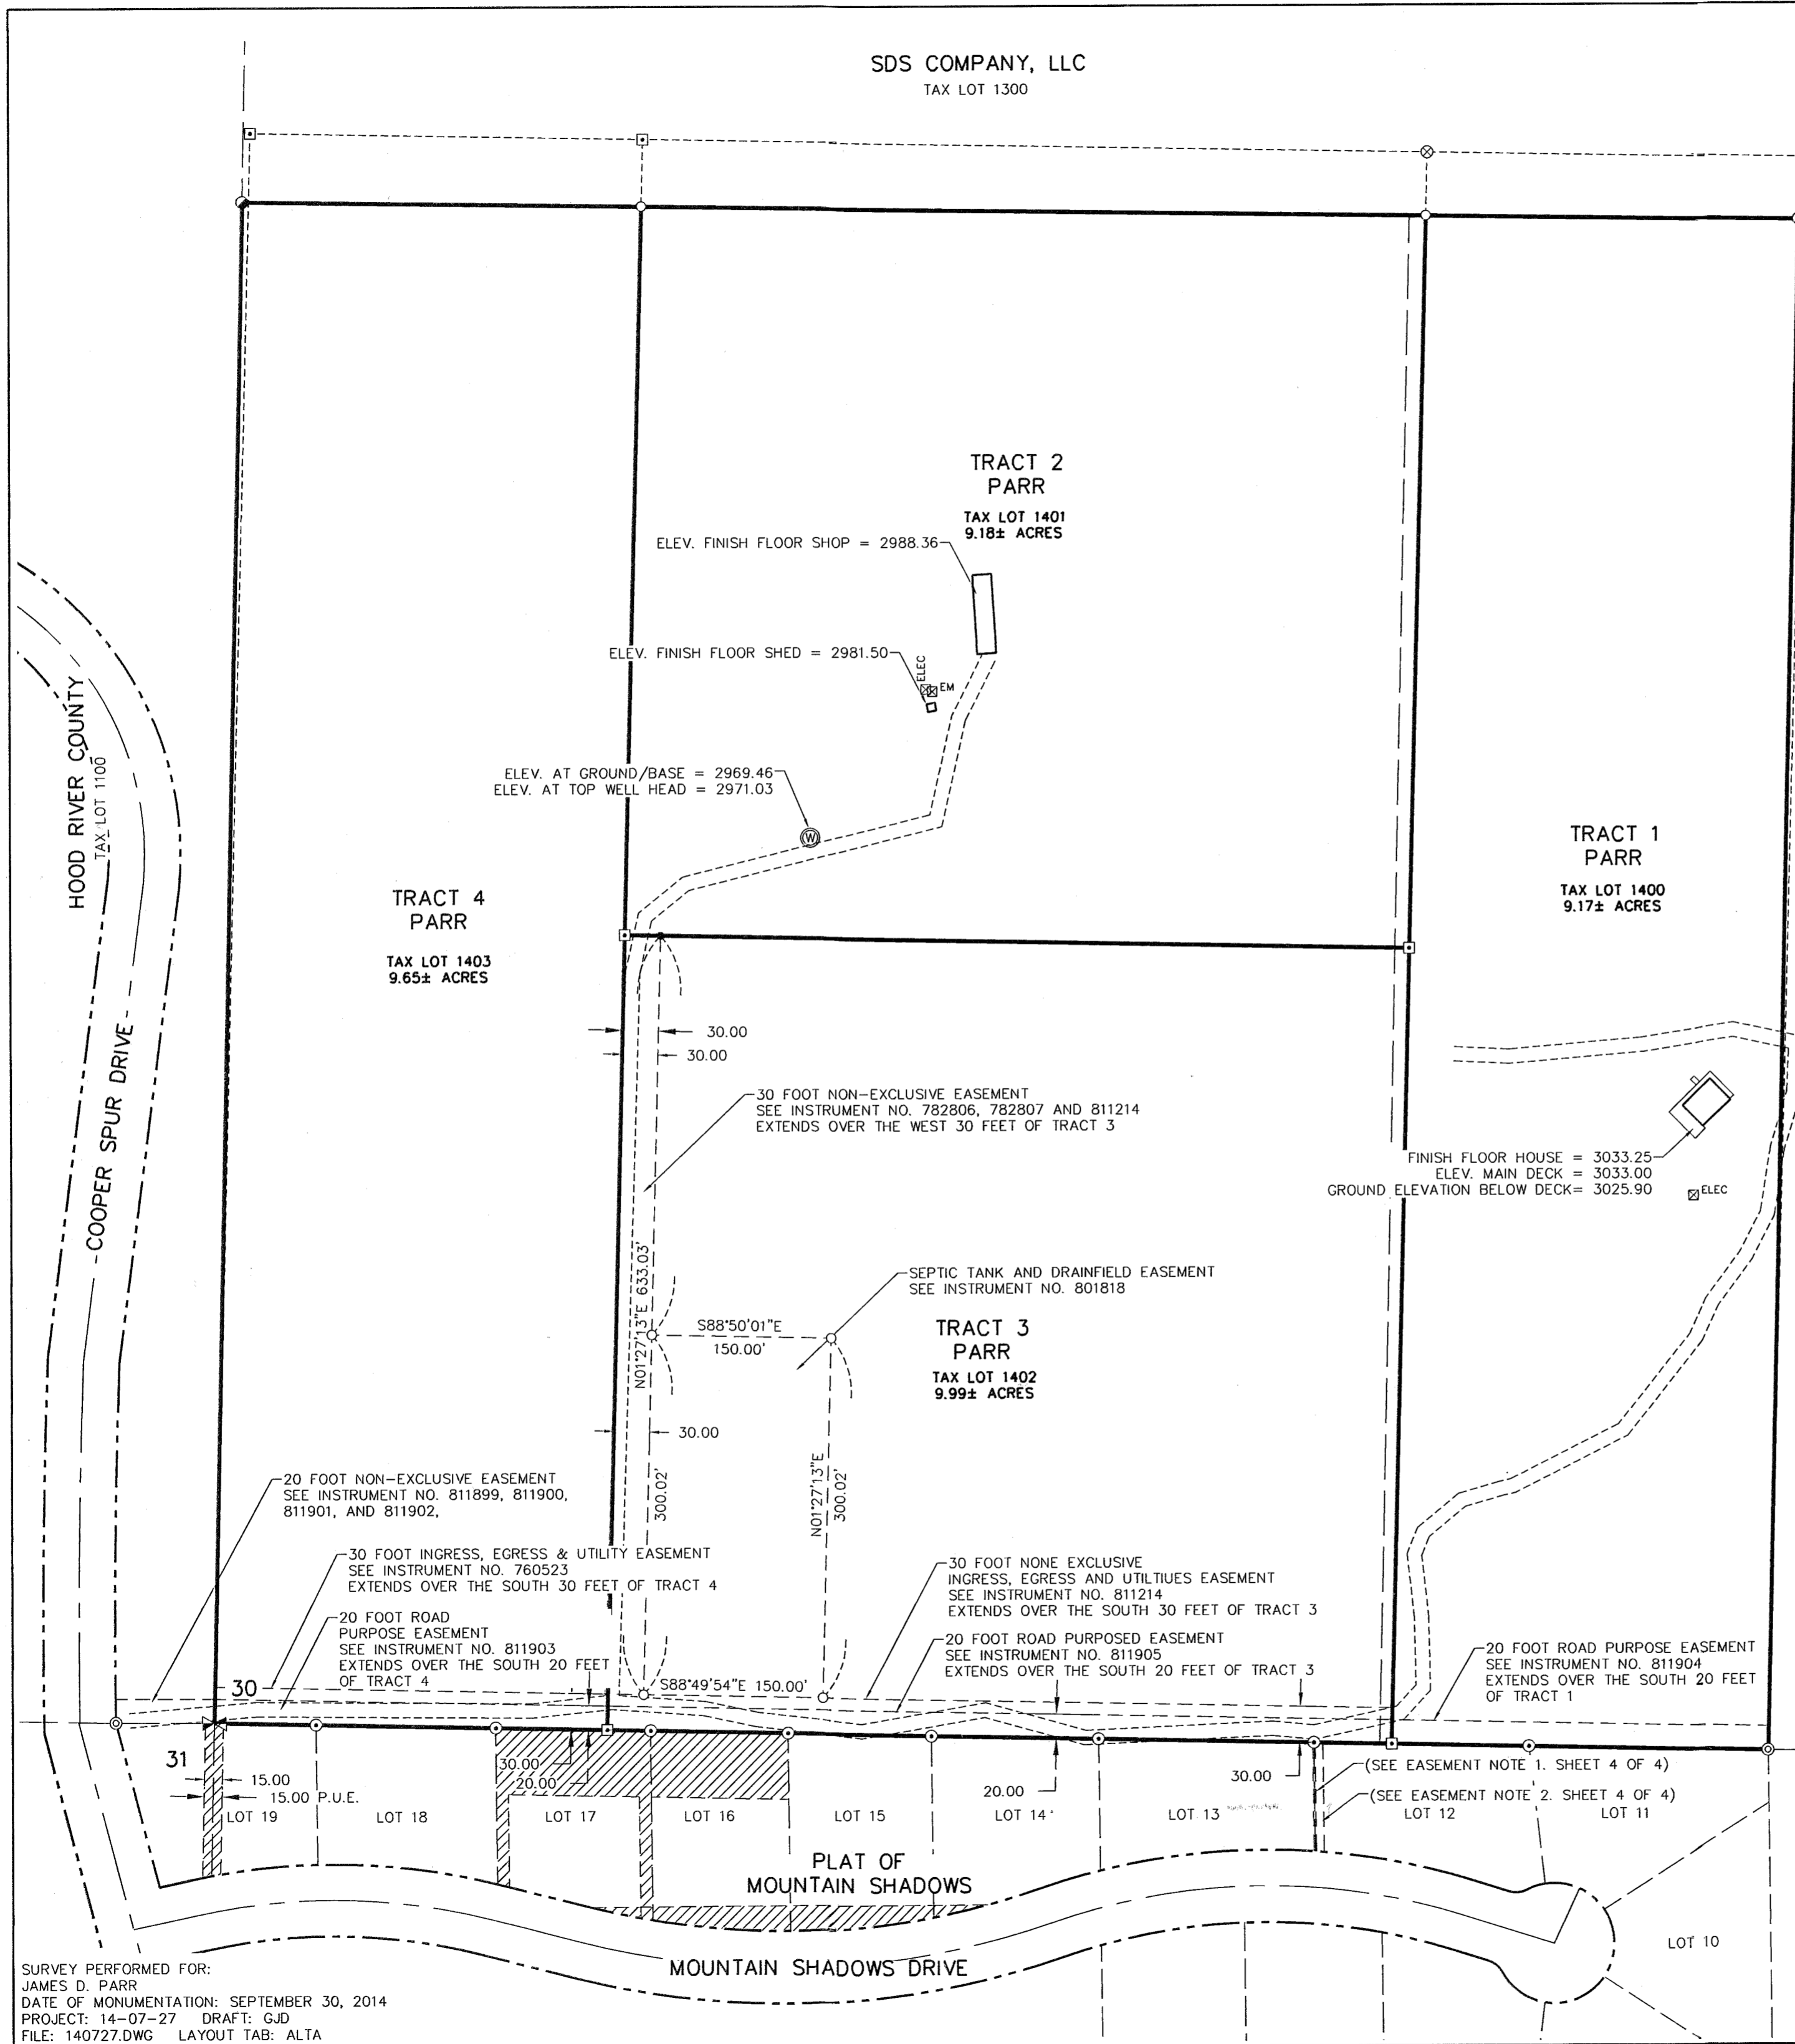 SDS COMPANY, LLC
TAX LOT 1300
TRACT 2
PARR
TAX LOT 1401
9.18± ACRES
ELEV. FINISH FLOOR SHOP = 2988.36
ELEV. FINISH FLOOR SHED = 2981.50
ELEC
EM
ELEV. AT GROUND/BASE = 2969.46
ELEV. AT TOP WELL HEAD = 2971.03
W
HOOD RIVER COUNTY
TAX LOT 1100
COOPER SPUR DRIVE
TRACT 4
PARR
TAX LOT 1403
9.65± ACRES
TRACT 1
PARR
TAX LOT 1400
9.17± ACRES
30.00
30.00
30 FOOT NON-EXCLUSIVE EASEMENT
SEE INSTRUMENT NO. 782806, 782807 AND 811214
EXTENDS OVER THE WEST 30 FEET OF TRACT 3
FINISH FLOOR HOUSE = 3033.25
ELEV. MAIN DECK = 3033.00
GROUND ELEVATION BELOW DECK= 3025.90
ELEC
N01°27'13"E 633.03'
SEPTIC TANK AND DRAINFIELD EASEMENT
SEE INSTRUMENT NO. 801818
S88°50'01"E
150.00'
TRACT 3
PARR
TAX LOT 1402
9.99± ACRES
30.00
300.02'
N01°27'13"E
300.02'
20 FOOT NON-EXCLUSIVE EASEMENT
SEE INSTRUMENT NO. 811899, 811900,
811901, AND 811902,
30 FOOT INGRESS, EGRESS & UTILITY EASEMENT
SEE INSTRUMENT NO. 760523
EXTENDS OVER THE SOUTH 30 FEET OF TRACT 4
20 FOOT ROAD
PURPOSE EASEMENT
SEE INSTRUMENT NO. 811903
EXTENDS OVER THE SOUTH 20 FEET
OF TRACT 4
30 FOOT NONE EXCLUSIVE
INGRESS, EGRESS AND UTILTIUES EASEMENT
SEE INSTRUMENT NO. 811214
EXTENDS OVER THE SOUTH 30 FEET OF TRACT 3
20 FOOT ROAD PURPOSED EASEMENT
SEE INSTRUMENT NO. 811905
EXTENDS OVER THE SOUTH 20 FEET OF TRACT 3
20 FOOT ROAD PURPOSE EASEMENT
SEE INSTRUMENT NO. 811904
EXTENDS OVER THE SOUTH 20 FEET
OF TRACT 1
S88°49'54"E 150.00'
30
31
15.00
15.00 P.U.E.
30.00
20.00
20.00
30.00
(SEE EASEMENT NOTE 1. SHEET 4 OF 4)
(SEE EASEMENT NOTE 2. SHEET 4 OF 4)
LOT 19
LOT 18
LOT 17
LOT 16
LOT 15
LOT 14
LOT 13
LOT 12
LOT 11
PLAT OF
MOUNTAIN SHADOWS
LOT 10
MOUNTAIN SHADOWS DRIVE
SURVEY PERFORMED FOR:
JAMES D. PARR
DATE OF MONUMENTATION: SEPTEMBER 30, 2014
PROJECT: 14-07-27 DRAFT: GJD
FILE: 140727.DWG LAYOUT TAB: ALTA